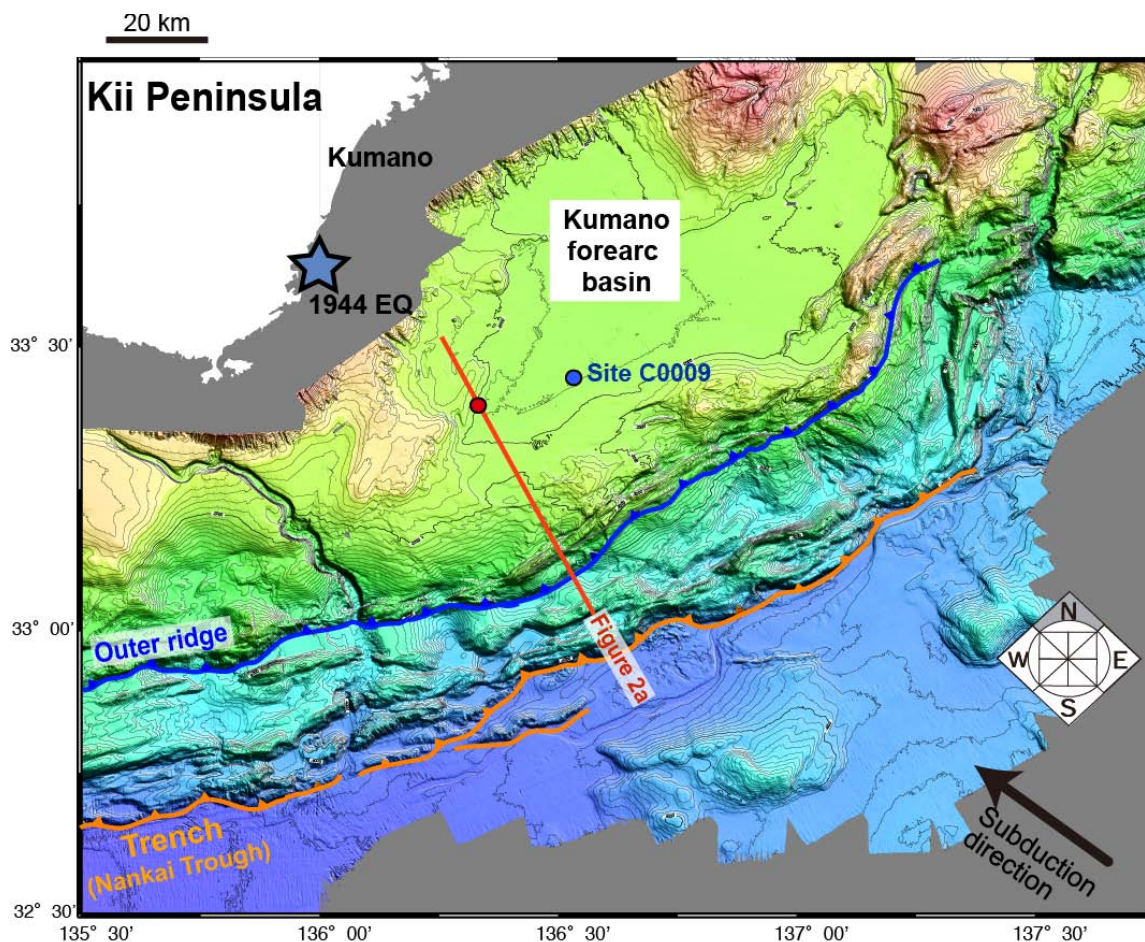 20 km
Kii Peninsula
Kumano
Kumano
forearc
basin
1944 EQ
33° 30'
Site C0009
33° 00'
Outer ridge
Figure 2a
N
W
E
S
Trench
(Nankai Trough)
Subduction
direction
32° 30'
135° 30'
136° 00'
136° 30'
137° 00'
137° 30'